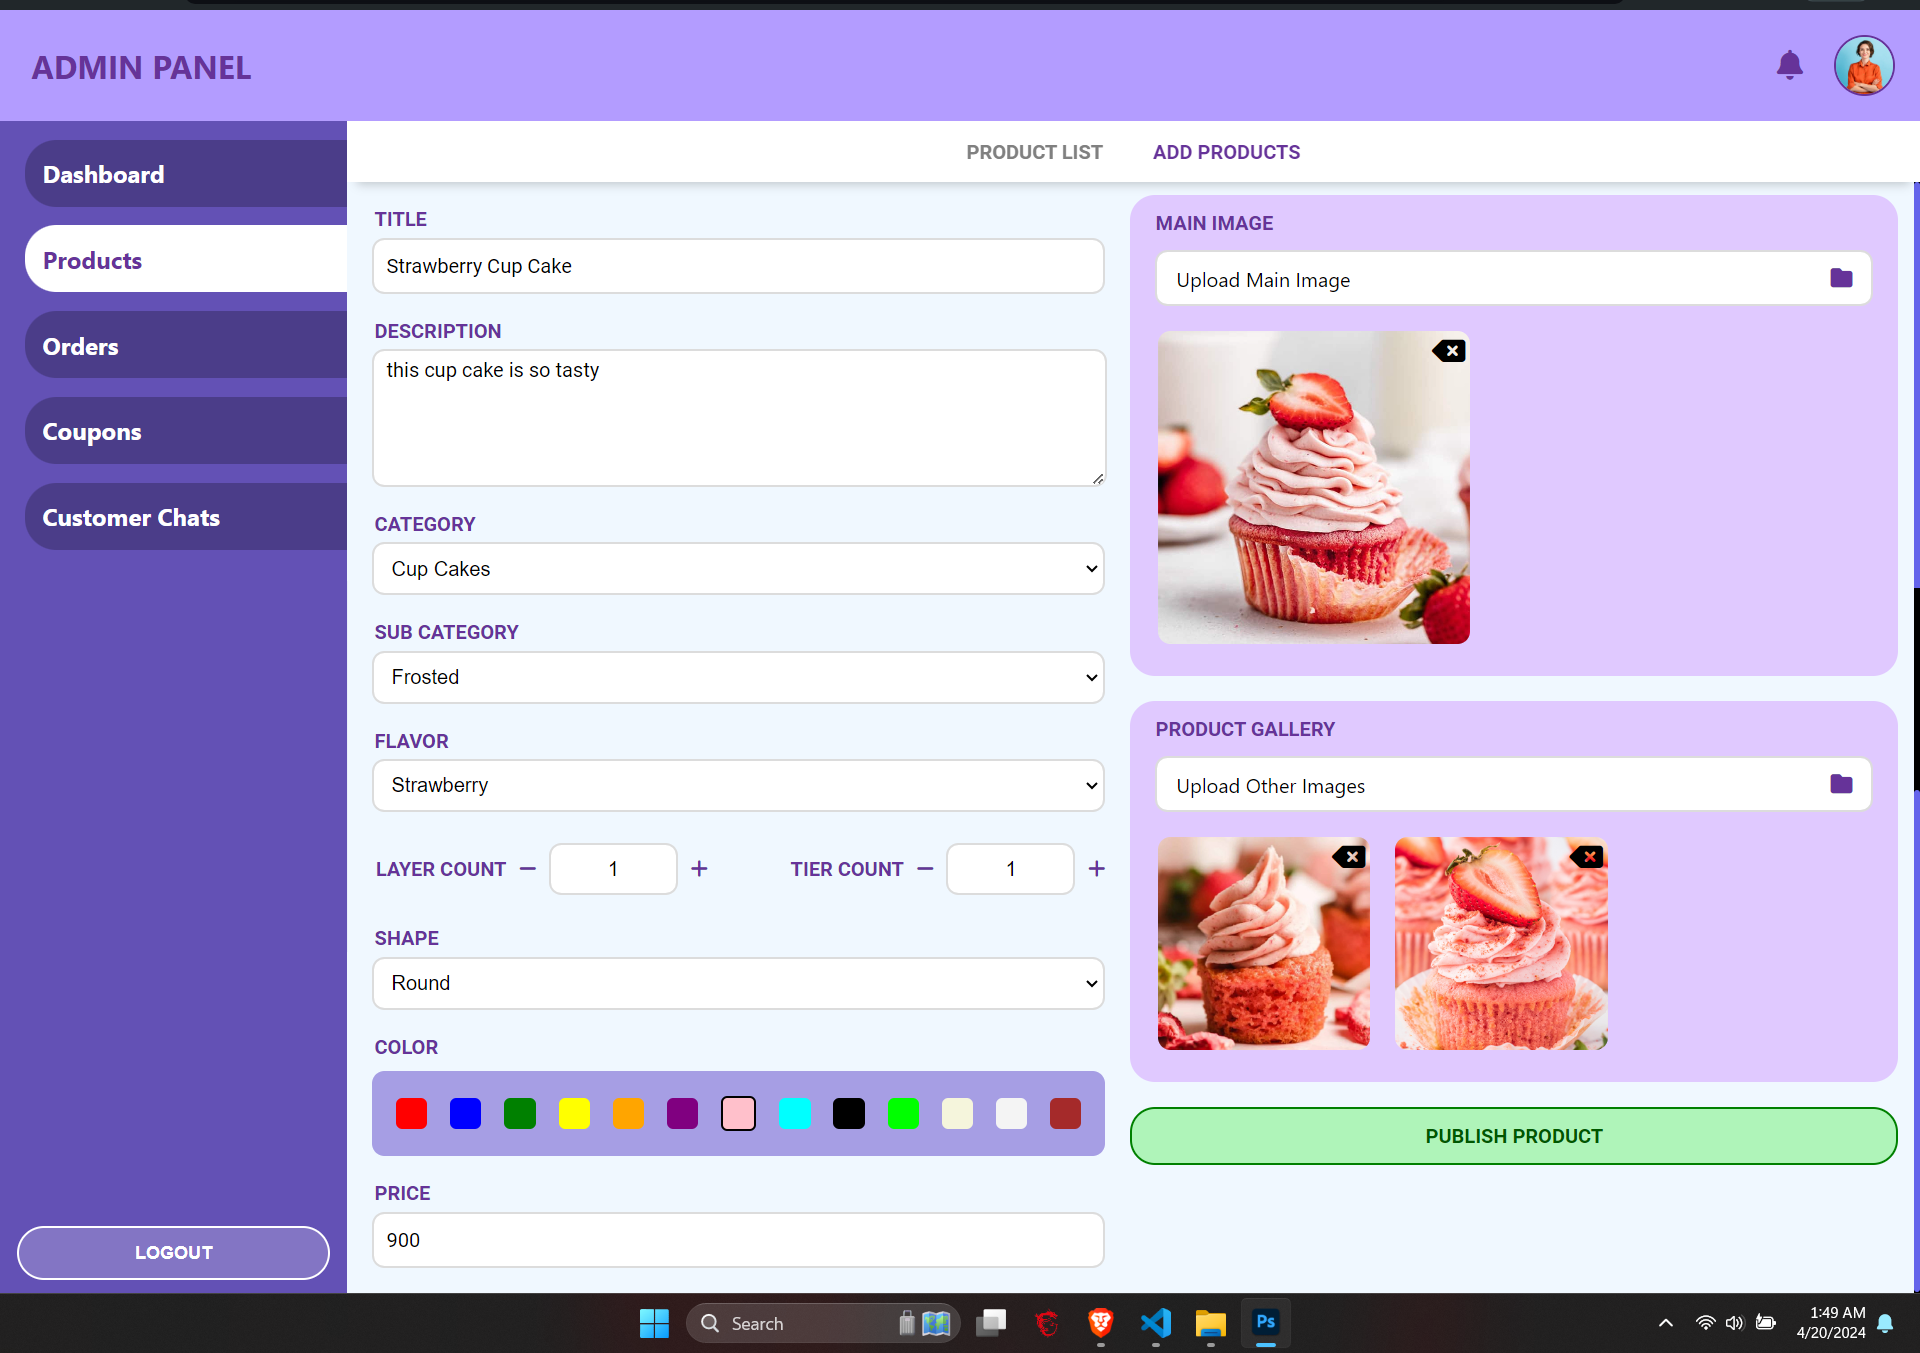 ADMIN PANEL
Dashboard
Products
Orders
Coupons
Customer Chats
LOGOUT
PRODUCT LIST
ADD PRODUCTS
TITLE
Strawberry Cup Cake
DESCRIPTION
this cup cake is so tasty
CATEGORY
Cup Cakes
SUB CATEGORY
Frosted
FLAVOR
Strawberry
LAYER COUNT − 1 +
TIER COUNT − 1 +
SHAPE
Round
COLOR
PRICE
900
MAIN IMAGE
Upload Main Image
PRODUCT GALLERY
Upload Other Images
PUBLISH PRODUCT
Search
Ps
1:49 AM
4/20/2024